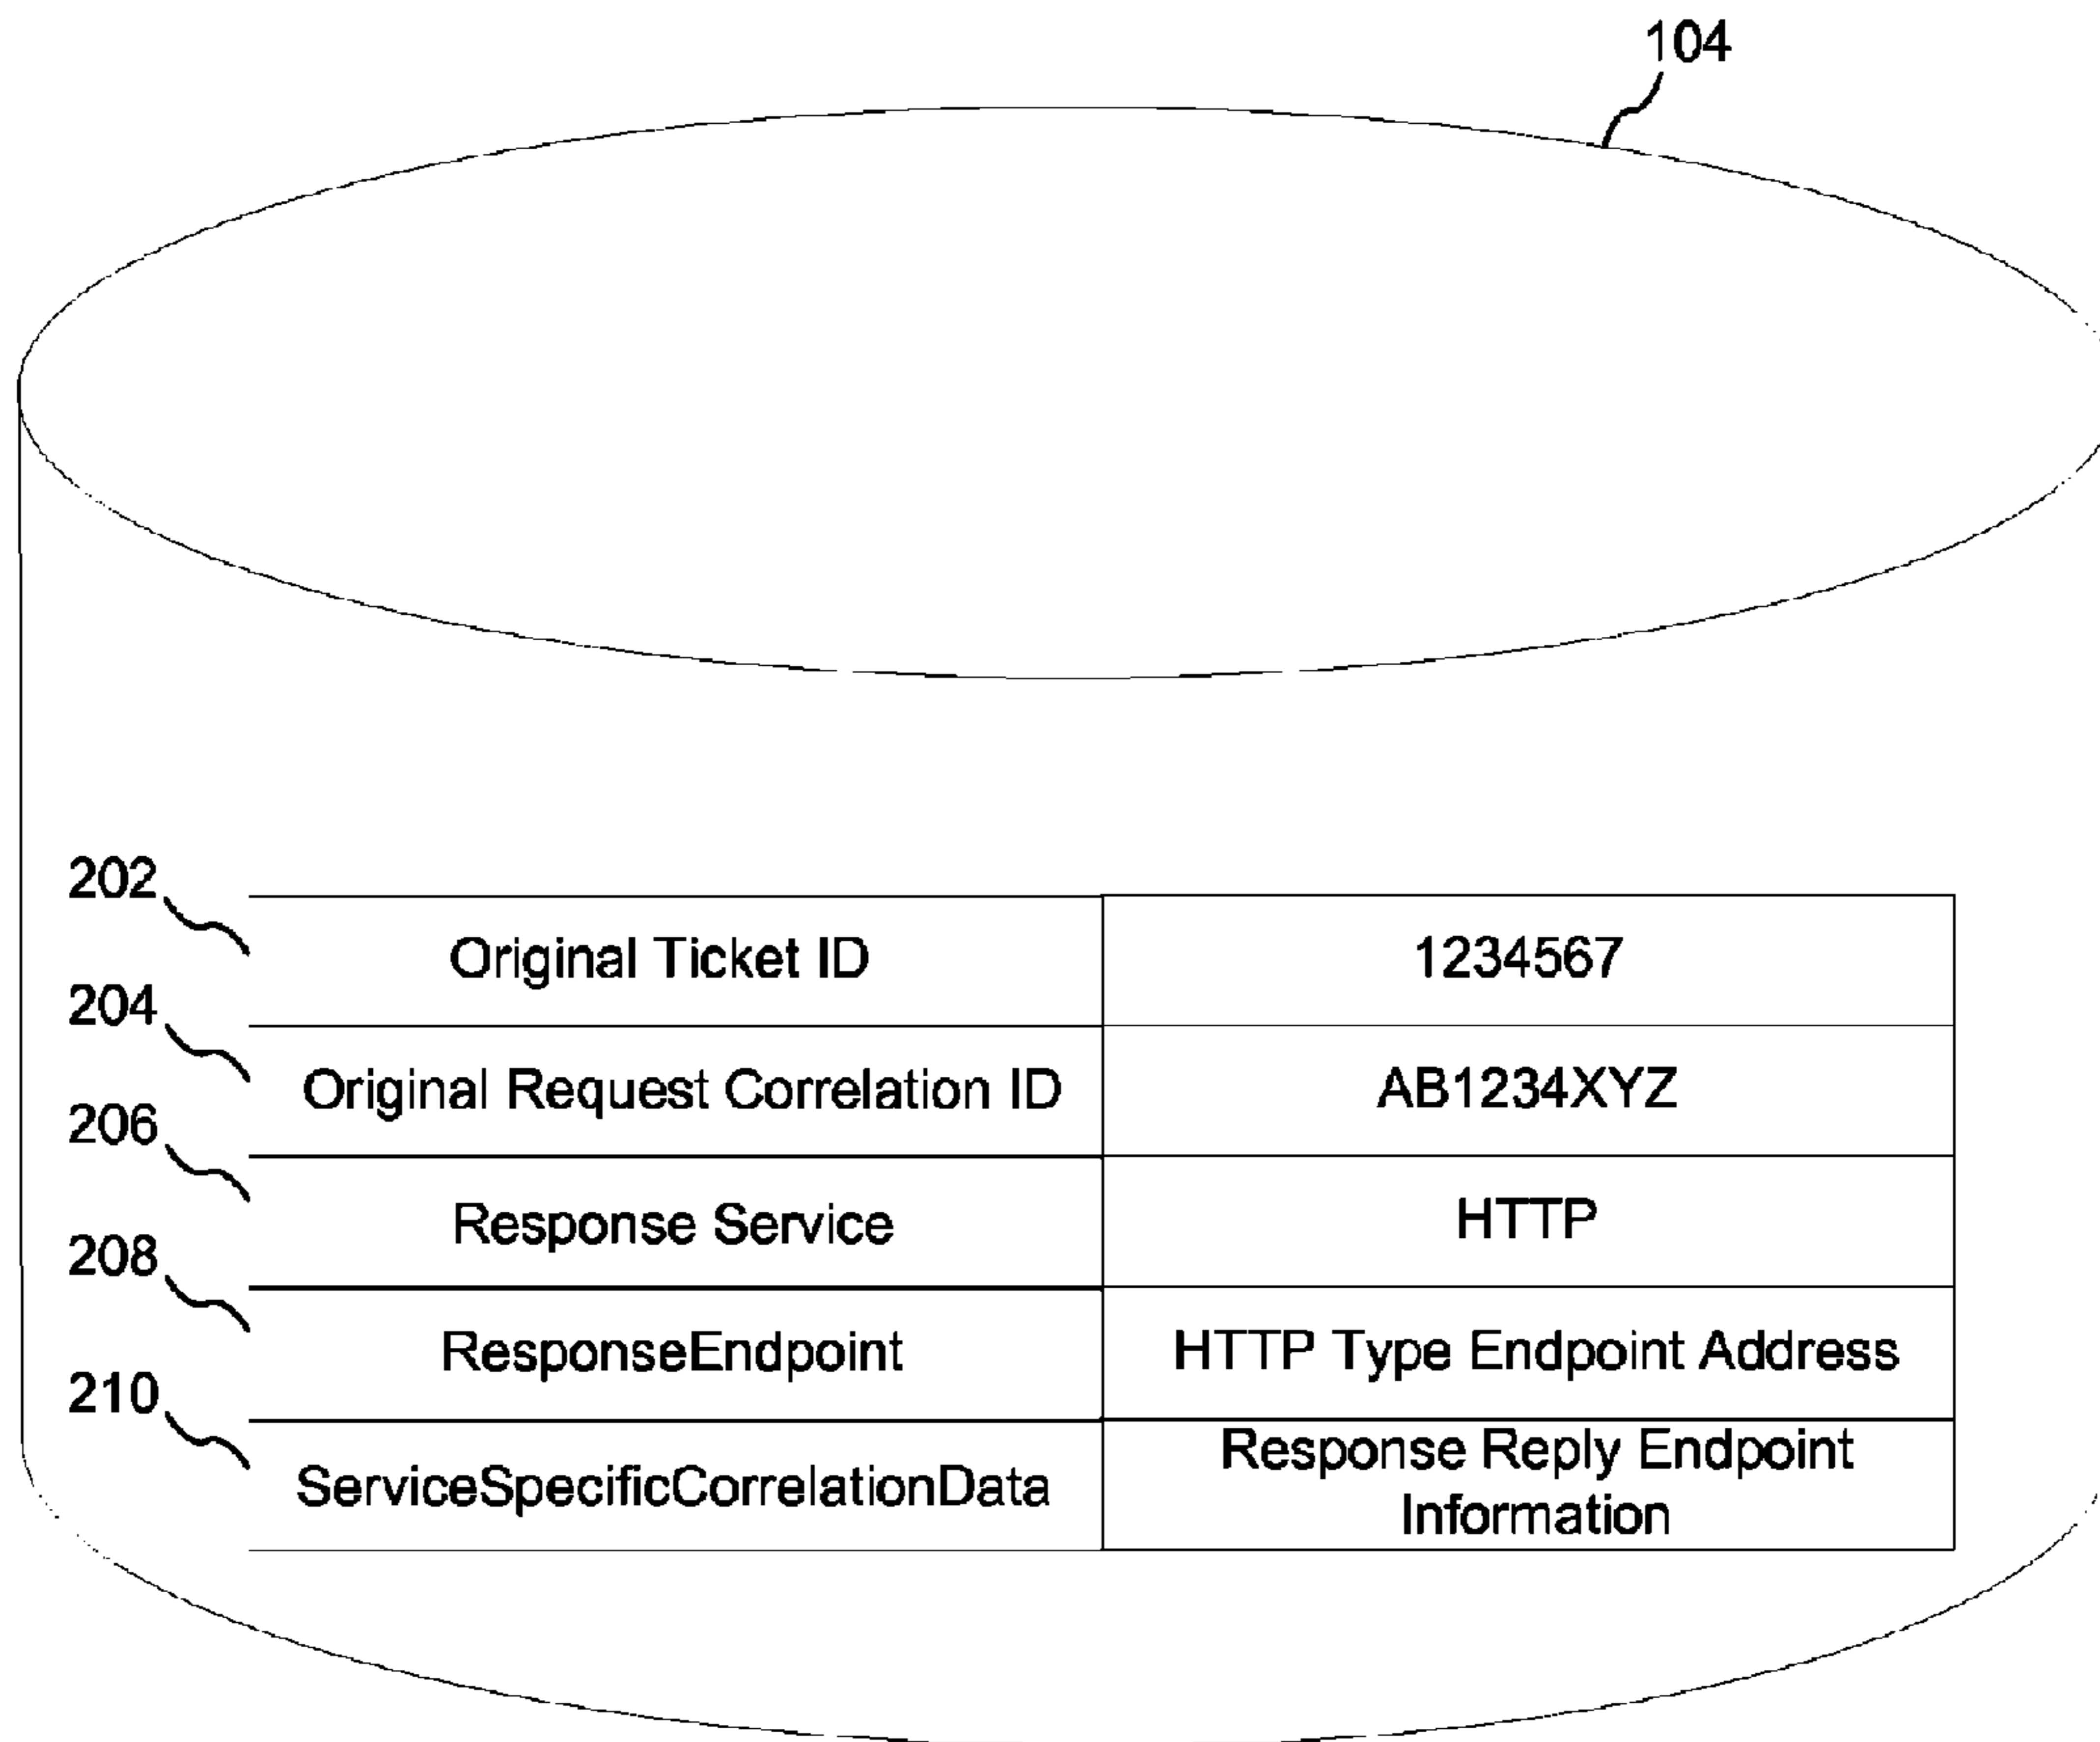 104
202
Original Ticket ID 1234567
204
Original Request Correlation ID AB1234XYZ
206
Response Service HTTP
208
ResponseEndpoint HTTP Type Endpoint Address
210
ServiceSpecificCorrelationData Response Reply Endpoint
Information